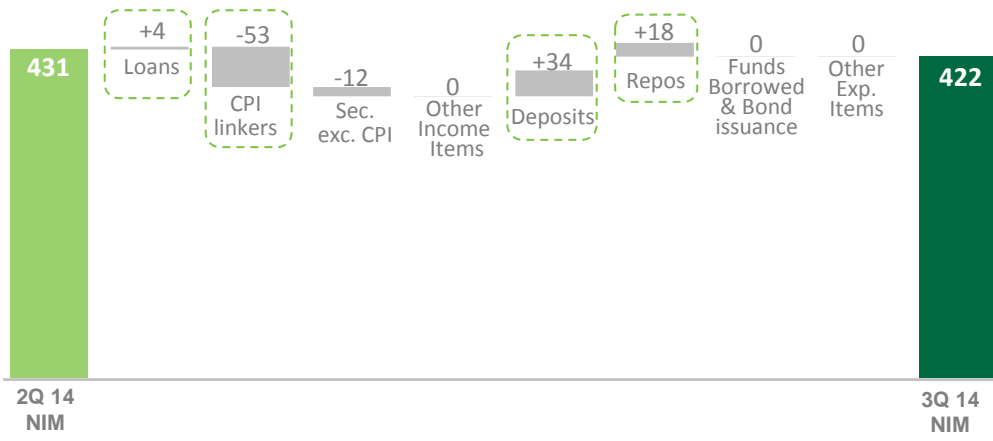 431
+4
Loans
-53
CPI
linkers
-12
Sec.
exc. CPI
0
Other
Income
Items
+34
Deposits
+18
Repos
0
Funds
Borrowed
& Bond
issuance
0
Other
Exp.
Items
422
2Q 14
NIM
3Q 14
NIM